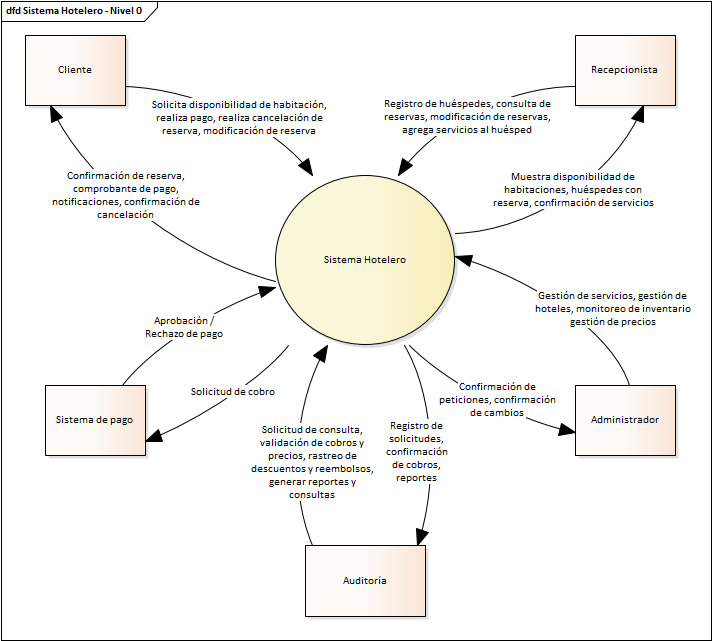 dfd Sistema Hotelero - Nivel 0
Cliente
Recepcionista
Solicita disponibilidad de habitación,
realiza pago, realiza cancelación de
reserva, modificación de reserva
Registro de huéspedes, consulta de
reservas, modificación de reservas,
agrega servicios al huésped
Confirmación de reserva,
comprobante de pago,
notificaciones, confirmación de
cancelación
Muestra disponibilidad de
habitaciones, huéspedes con
reserva, confirmación de servicios
Sistema Hotelero
Gestión de servicios, gestión de
hoteles, monitoreo de inventario
gestión de precios
Aprobación /
Rechazo de pago
Solicitud de cobro
Confirmación de
peticiones, confirmación
de cambios
Sistema de pago
Administrador
Solicitud de consulta,
validación de cobros y
precios, rastreo de
descuentos y reembolsos,
generar reportes y
consultas
Registro de
solicitudes,
confirmación
de cobros,
reportes
Auditoría